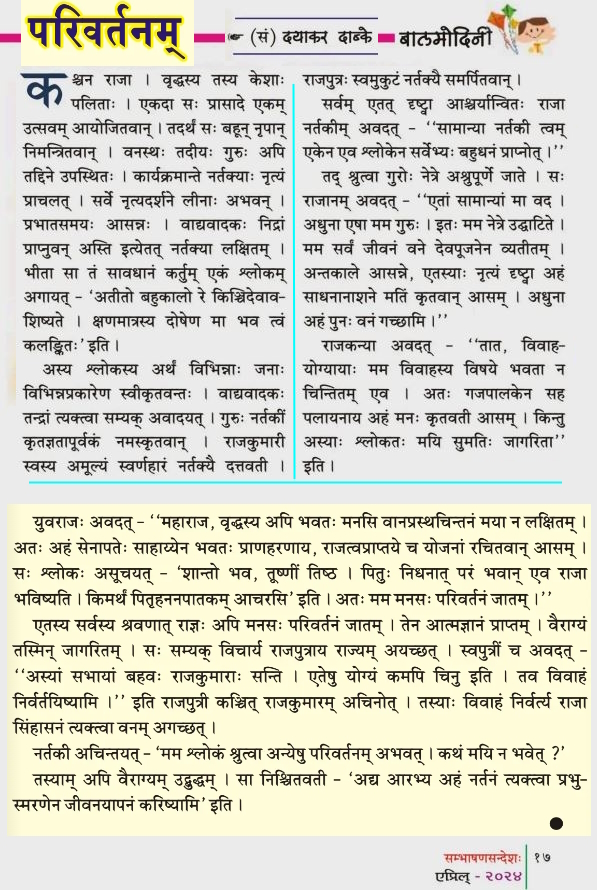 परिवर्तनम्
☛ (सं) दयाकर दाब्के
बालमोदिनी
कश्चन राजा । वृद्धस्य तस्य केशाः
पलिताः । एकदा सः प्रासादे एकम्
उत्सवम् आयोजितवान् । तदर्थं सः बहून् नृपान्
निमन्त्रितवान् । वनस्थः तदीयः गुरुः अपि
तद्दिने उपस्थितः । कार्यक्रमान्ते नर्तक्याः नृत्यं
प्राचलत् । सर्वे नृत्यदर्शने लीनाः अभवन् ।
प्रभातसमयः आसन्नः । वाद्यवादकः निद्रां
प्राप्नुवन् अस्ति इत्येतत् नर्तक्या लक्षितम् ।
भीता सा तं सावधानं कर्तुम् एकं श्लोकम्
अगायत् – ‘अतीतो बहुकालो रे किञ्चिदेवाव-
शिष्यते । क्षणमात्रस्य दोषेण मा भव त्वं
कलङ्कितः’ इति ।
अस्य श्लोकस्य अर्थं विभिन्नाः जनाः
विभिन्नप्रकारेण स्वीकृतवन्तः । वाद्यवादकः
तन्द्रां त्यक्त्वा सम्यक् अवादयत् । गुरुः नर्तकीं
कृतज्ञतापूर्वकं नमस्कृतवान् । राजकुमारी
स्वस्य अमूल्यं स्वर्णहारं नर्तक्यै दत्तवती ।
राजपुत्रः स्वमुकुटं नर्तक्यै समर्पितवान् ।
सर्वम् एतत् दृष्ट्वा आश्चर्यान्वितः राजा
नर्तकीम् अवदत् – ‘‘सामान्या नर्तकी त्वम्
एकेन एव श्लोकेन सर्वेभ्यः बहुधनं प्राप्नोत् ।’’
तद् श्रुत्वा गुरोः नेत्रे अश्रुपूर्णे जाते । सः
राजानम् अवदत् – ‘‘एतां सामान्यां मा वद ।
अधुना एषा मम गुरुः । इतः मम नेत्रे उद्घाटिते ।
मम सर्वं जीवनं वने देवपूजनेन व्यतीतम् ।
अन्तकाले आसन्ने, एतस्याः नृत्यं दृष्ट्वा अहं
साधनानाशने मतिं कृतवान् आसम् । अधुना
अहं पुनः वनं गच्छामि ।’’
राजकन्या अवदत् – ‘‘तात, विवाह-
योग्यायाः मम विवाहस्य विषये भवता न
चिन्तितम् एव । अतः गजपालकेन सह
पलायनाय अहं मनः कृतवती आसम् । किन्तु
अस्याः श्लोकतः मयि सुमतिः जागरिता’’
इति ।
युवराजः अवदत् – ‘‘महाराज, वृद्धस्य अपि भवतः मनसि वानप्रस्थचिन्तनं मया न लक्षितम् ।
अतः अहं सेनापतेः साहाय्येन भवतः प्राणहरणाय, राजत्वप्राप्तये च योजनां रचितवान् आसम् ।
सः श्लोकः असूचयत् – ‘शान्तो भव, तूष्णीं तिष्ठ । पितुः निधनात् परं भवान् एव राजा
भविष्यति । किमर्थं पितृहननपातकम् आचरसि’ इति । अतः मम मनसः परिवर्तनं जातम् ।’’
एतस्य सर्वस्य श्रवणात् राज्ञः अपि मनसः परिवर्तनं जातम् । तेन आत्मज्ञानं प्राप्तम् । वैराग्यं
तस्मिन् जागरितम् । सः सम्यक् विचार्य राजपुत्राय राज्यम् अयच्छत् । स्वपुत्रीं च अवदत् –
‘‘अस्यां सभायां बहवः राजकुमाराः सन्ति । एतेषु योग्यं कमपि चिनु इति । तव विवाहं
निर्वर्तयिष्यामि ।’’ इति राजपुत्री कञ्चित् राजकुमारम् अचिनोत् । तस्याः विवाहं निर्वर्त्य राजा
सिंहासनं त्यक्त्वा वनम् अगच्छत् ।
नर्तकी अचिन्तयत् – ‘मम श्लोकं श्रुत्वा अन्येषु परिवर्तनम् अभवत् । कथं मयि न भवेत् ?’
तस्याम् अपि वैराग्यम् उद्बुद्धम् । सा निश्चितवती – ‘अद्य आरभ्य अहं नर्तनं त्यक्त्वा प्रभु-
स्मरणेन जीवनयापनं करिष्यामि’ इति ।
सम्भाषणसन्देशः १७
एप्रिल् - २०२४